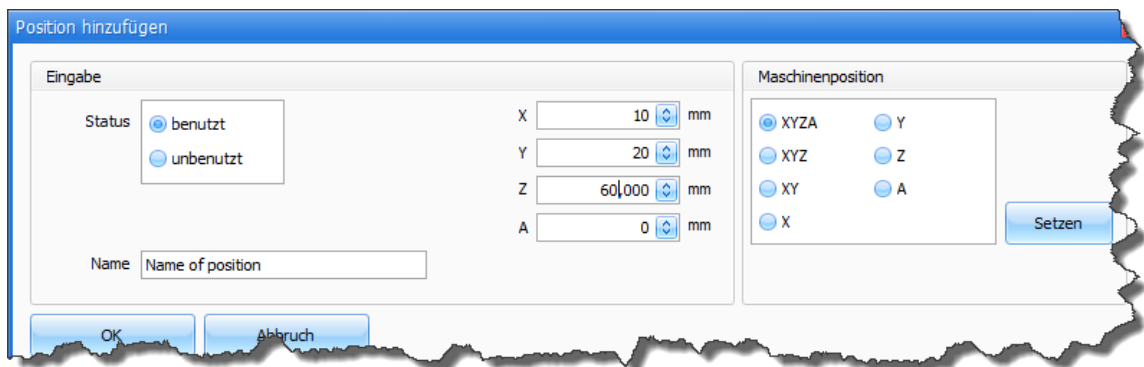 Position hinzufügen
Eingabe
Status
benutzt
unbenutzt
X 10 mm
Y 20 mm
Z 60,000 mm
A 0 mm
Name Name of position
Maschinenposition
XYZA Y
XYZ Z
XY A
X
Setzen
OK Abbruch